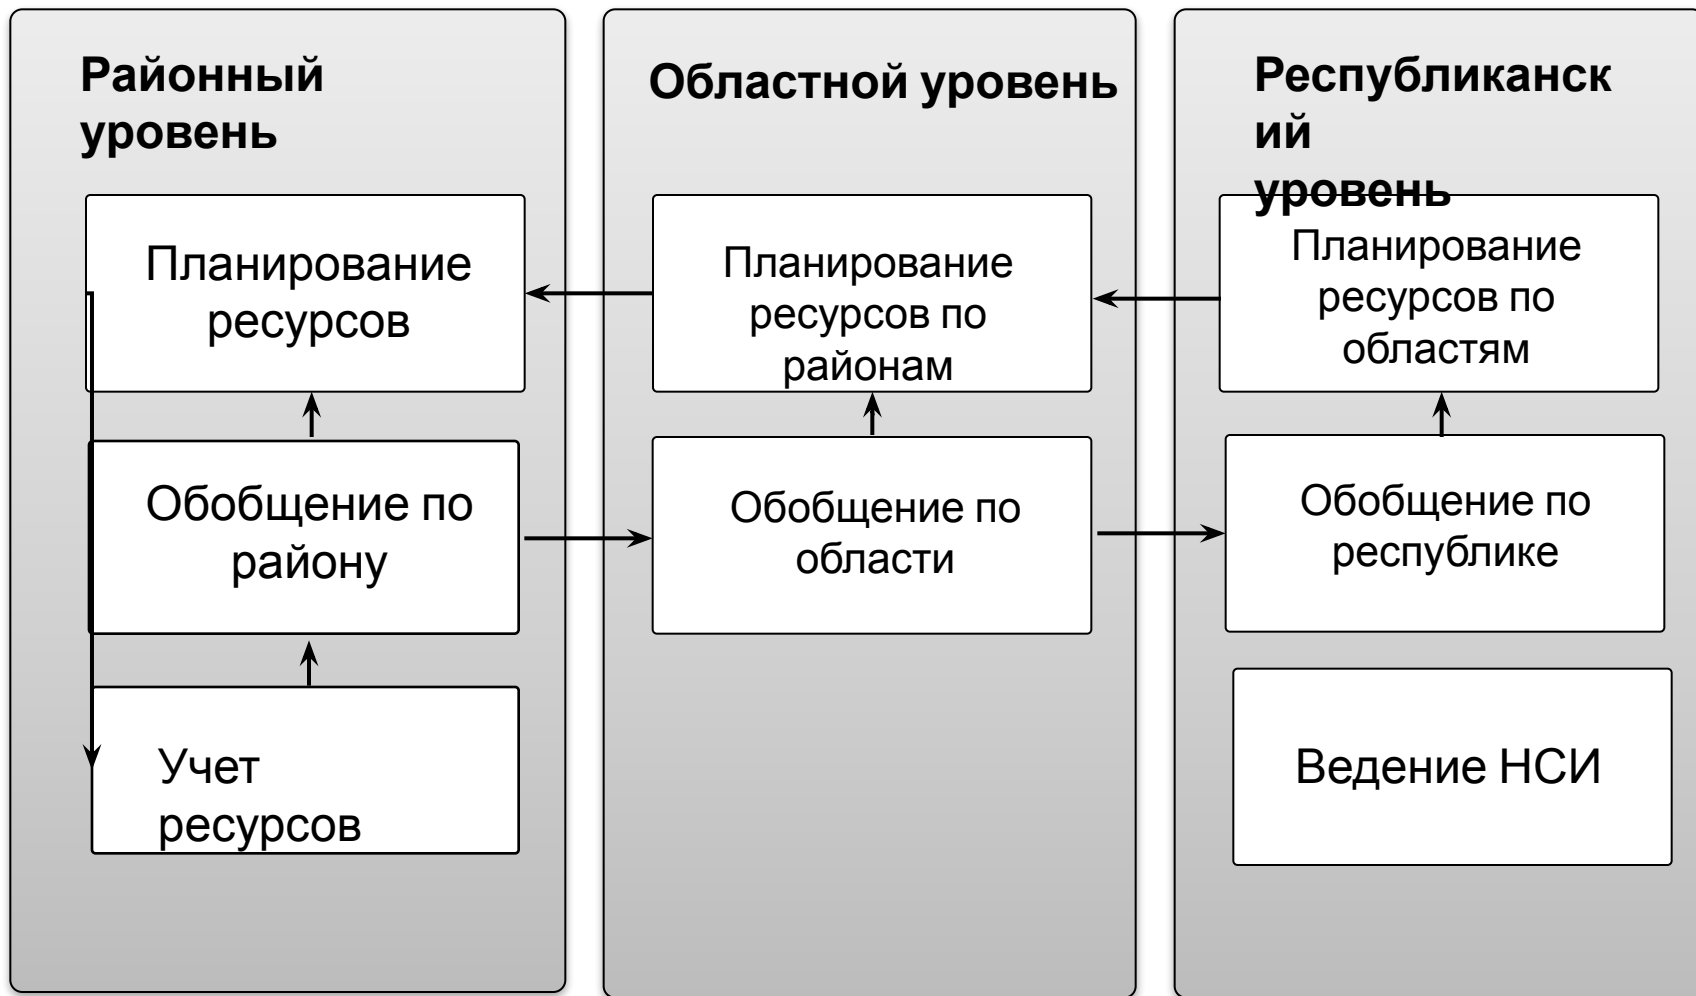 Районный
уровень
Планирование
ресурсов
Обобщение по
району
Учет
ресурсов
Областной уровень
Планирование
ресурсов по
районам
Обобщение по
области
Республиканск
ий
уровень
Планирование
ресурсов по
областям
Обобщение по
республике
Ведение НСИ